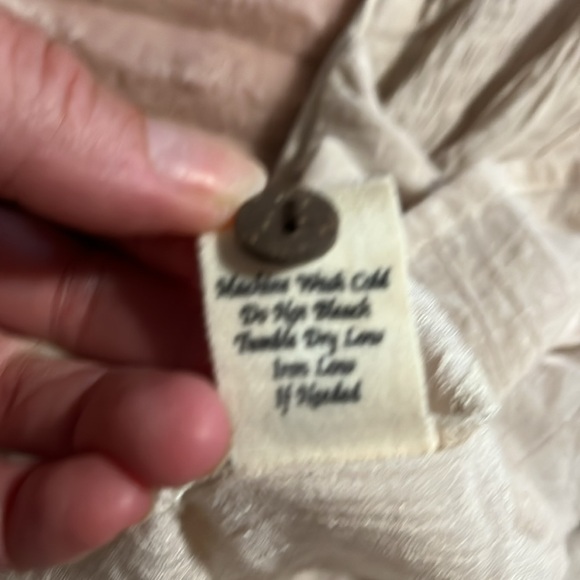 Machine Wash Cold
Do Not Bleach
Tumble Dry Low
Iron Low
If Needed